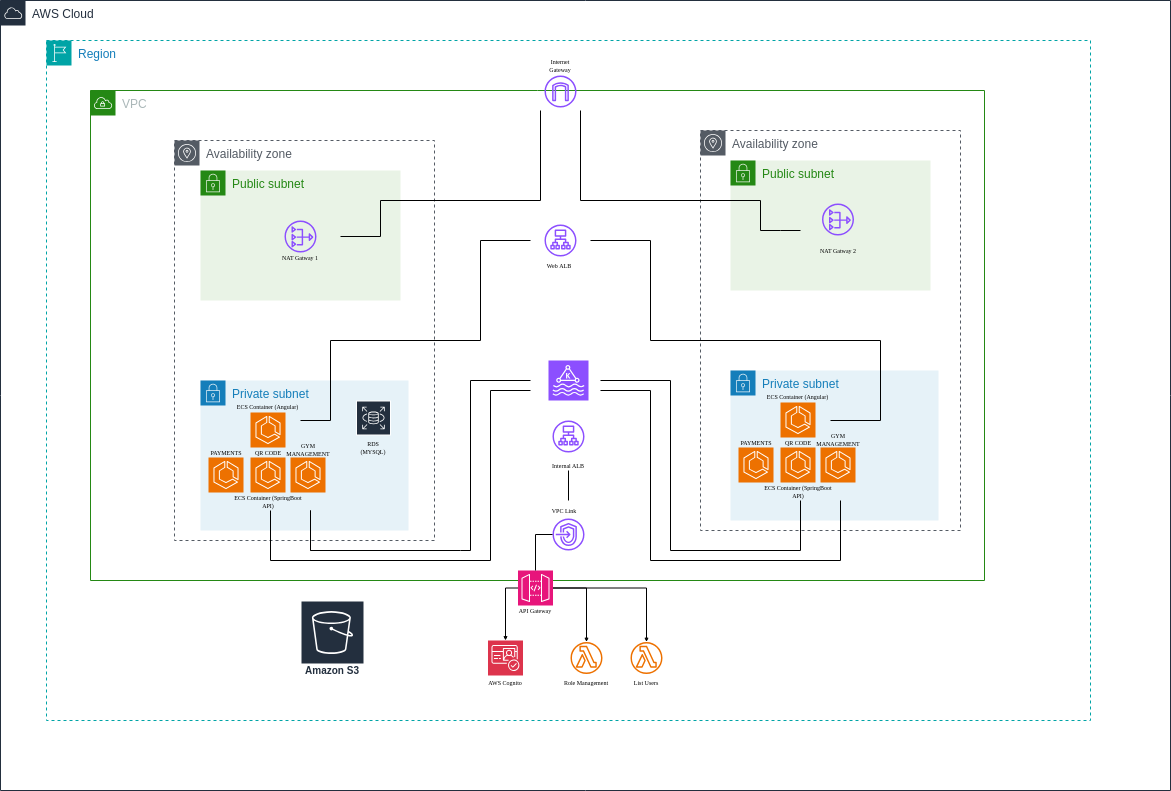 AWS Cloud
Region
Internet
Gateway
VPC
Availability zone
Public subnet
NAT Gatway 1
Availability zone
Public subnet
NAT Gatway 2
Web ALB
Private subnet
ECS Container (Angular)
PAYMENTS
QR CODE
GYM
MANAGEMENT
ECS Container (SpringBoot
API)
RDS
(MYSQL)
K
Internal ALB
VPC Link
Private subnet
ECS Container (Angular)
PAYMENTS
QR CODE
GYM
MANAGEMENT
ECS Container (SpringBoot
API)
</>
API Gateway
Amazon S3
AWS Cognito
Role Management
List Users